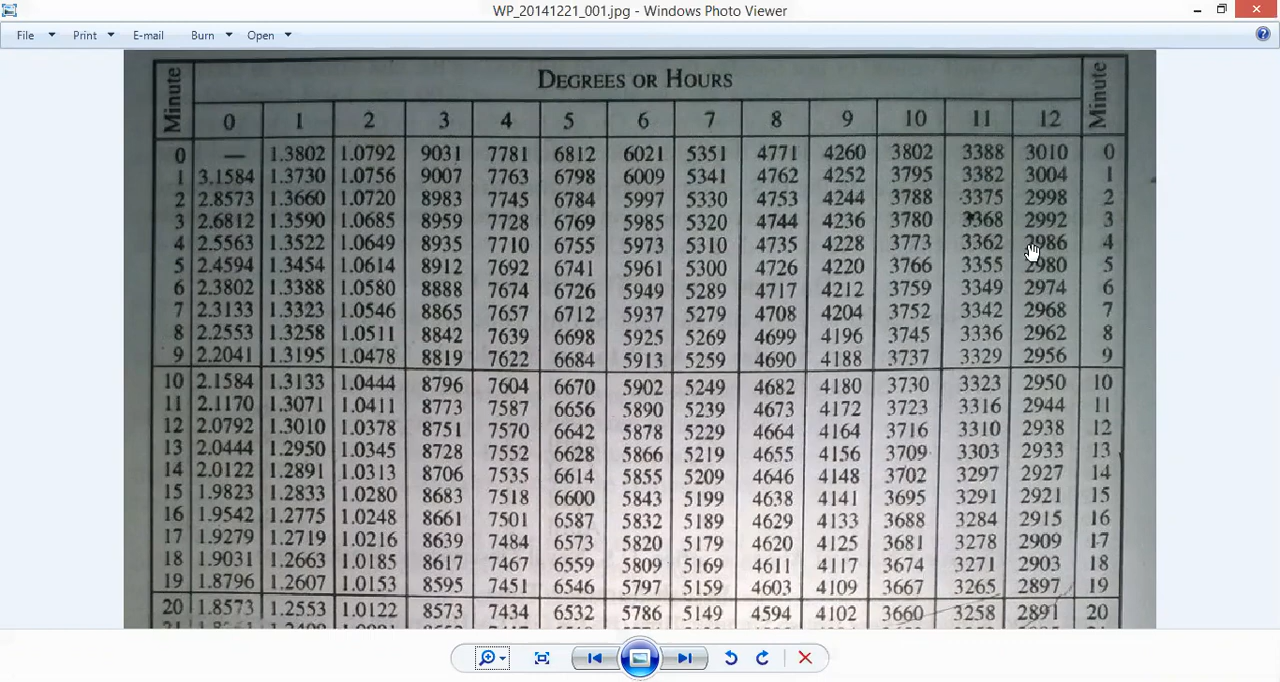 WP_20141221_001.jpg - Windows Photo Viewer
File Print E-mail Burn Open
Minute DEGREES OR HOURS Minute
0 1 2 3 4 5 6 7 8 9 10 11 12
0 — 1.3802 1.0792 9031 7781 6812 6021 5351 4771 4260 3802 3388 3010 0
1 3.1584 1.3730 1.0756 9007 7763 6798 6009 5341 4762 4252 3795 3382 3004 1
2 2.8573 1.3660 1.0720 8983 7745 6784 5997 5330 4753 4244 3788 3375 2998 2
3 2.6812 1.3590 1.0685 8959 7728 6769 5985 5320 4744 4236 3780 3368 2992 3
4 2.5563 1.3522 1.0649 8935 7710 6755 5973 5310 4735 4228 3773 3362 2986 4
5 2.4594 1.3454 1.0614 8912 7692 6741 5961 5300 4726 4220 3766 3355 2980 5
6 2.3802 1.3388 1.0580 8888 7674 6726 5949 5289 4717 4212 3759 3349 2974 6
7 2.3133 1.3323 1.0546 8865 7657 6712 5937 5279 4708 4204 3752 3342 2968 7
8 2.2553 1.3258 1.0511 8842 7639 6698 5925 5269 4699 4196 3745 3336 2962 8
9 2.2041 1.3195 1.0478 8819 7622 6684 5913 5259 4690 4188 3737 3329 2956 9
10 2.1584 1.3133 1.0444 8796 7604 6670 5902 5249 4682 4180 3730 3323 2950 10
11 2.1170 1.3071 1.0411 8773 7587 6656 5890 5239 4673 4172 3723 3316 2944 11
12 2.0792 1.3010 1.0378 8751 7570 6642 5878 5229 4664 4164 3716 3310 2938 12
13 2.0444 1.2950 1.0345 8728 7552 6628 5866 5219 4655 4156 3709 3303 2933 13
14 2.0122 1.2891 1.0313 8706 7535 6614 5855 5209 4646 4148 3702 3297 2927 14
15 1.9823 1.2833 1.0280 8683 7518 6600 5843 5199 4638 4141 3695 3291 2921 15
16 1.9542 1.2775 1.0248 8661 7501 6587 5832 5189 4629 4133 3688 3284 2915 16
17 1.9279 1.2719 1.0216 8639 7484 6573 5820 5179 4620 4125 3681 3278 2909 17
18 1.9031 1.2663 1.0185 8617 7467 6559 5809 5169 4611 4117 3674 3271 2903 18
19 1.8796 1.2607 1.0153 8595 7451 6546 5797 5159 4603 4109 3667 3265 2897 19
20 1.8573 1.2553 1.0122 8573 7434 6532 5786 5149 4594 4102 3660 3258 2891 20